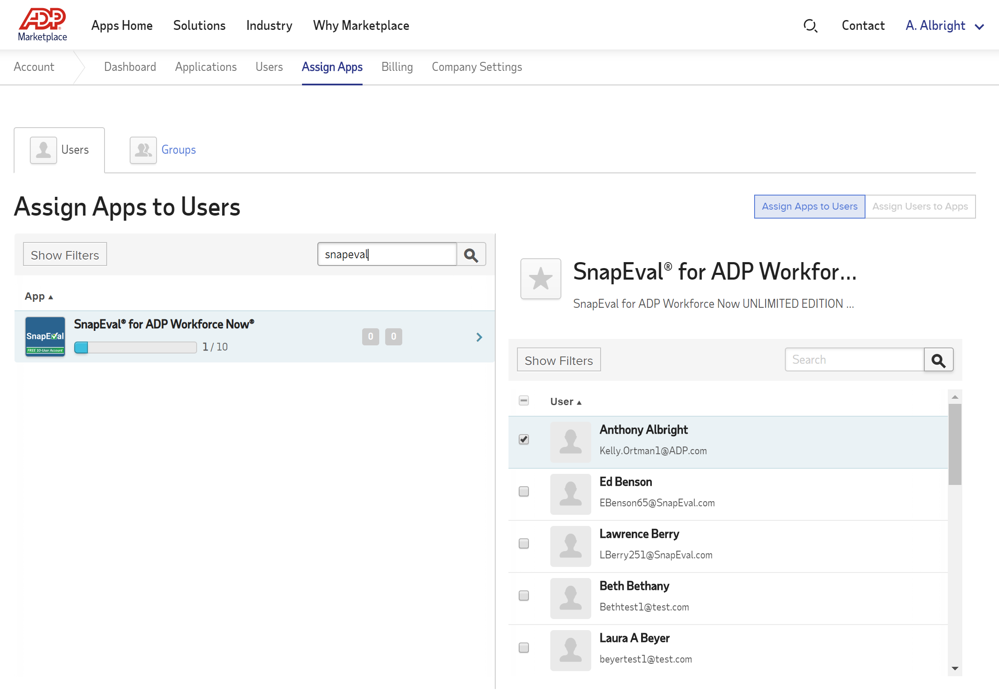 ADP
Marketplace
Apps Home Solutions Industry Why Marketplace Contact A. Albright
Account Dashboard Applications Users Assign Apps Billing Company Settings
Users Groups
Assign Apps to Users
Assign Apps to Users Assign Users to Apps
Show Filters snapeval
App ▲
SnapEval
FREE 10-User Account
SnapEval® for ADP Workforce Now®
1 / 10
0 0
SnapEval® for ADP Workfor...
SnapEval for ADP Workforce Now UNLIMITED EDITION ...
Show Filters Search
User ▲
Anthony Albright
Kelly.Ortman1@ADP.com
Ed Benson
EBenson65@SnapEval.com
Lawrence Berry
LBerry251@SnapEval.com
Beth Bethany
Bethtest1@test.com
Laura A Beyer
beyertest1@test.com